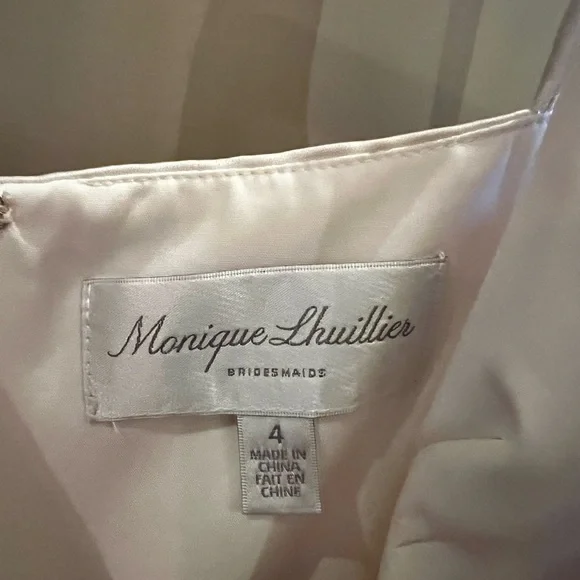 Monique Lhuillier
BRIDESMAIDS
4
MADE IN
CHINA
FAIT EN
CHINE